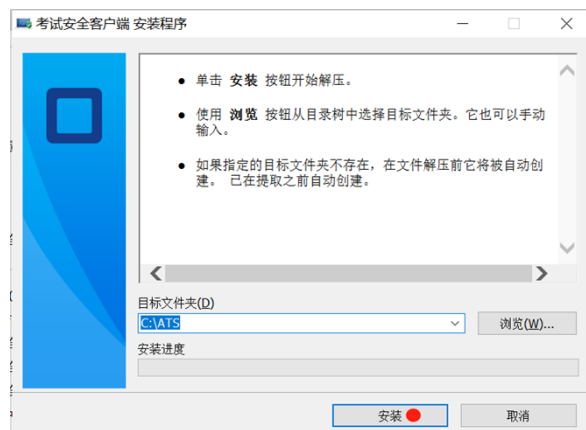 考试安全客户端 安装程序
● 单击 安装 按钮开始解压。
● 使用 浏览 按钮从目录树中选择目标文件夹。它也可以手动
输入。
● 如果指定的目标文件夹不存在，在文件解压前它将被自动创
建。 已在提取之前自动创建。
目标文件夹(D)
C:\ATS
浏览(W)...
安装进度
安装
取消